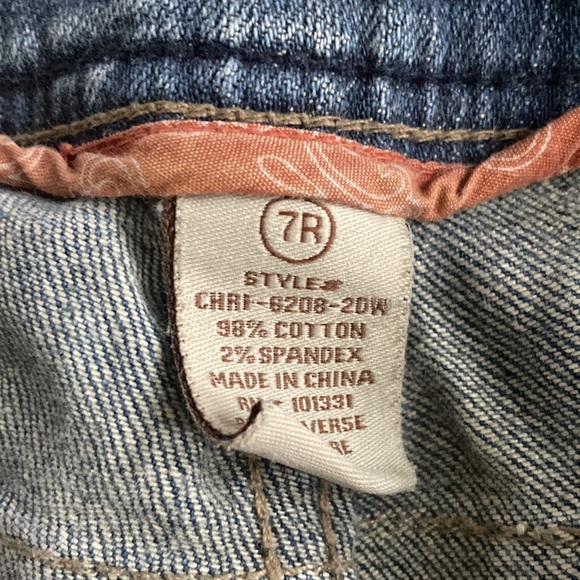 7R
STYLE#
CHRI-6208-20W
98% COTTON
2% SPANDEX
MADE IN CHINA
101331